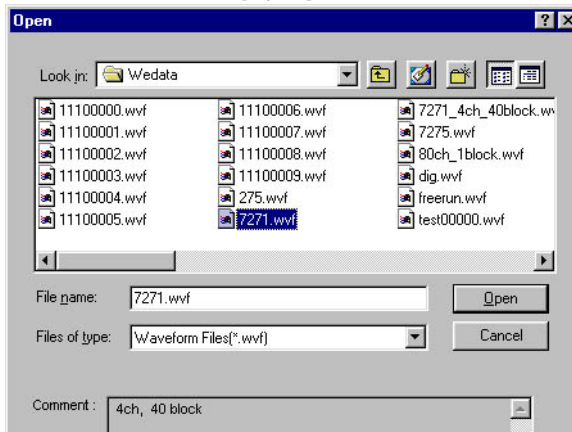 Open
Look in: Wedata
11100000.wvf 11100006.wvf 7271_4ch_40block.wv
11100001.wvf 11100007.wvf 7275.wvf
11100002.wvf 11100008.wvf 80ch_1block.wvf
11100003.wvf 11100009.wvf dig.wvf
11100004.wvf 275.wvf freerun.wvf
11100005.wvf 7271.wvf test00000.wvf
File name: 7271.wvf Open
Files of type: Waveform Files(*.wvf) Cancel
Comment : 4ch, 40 block